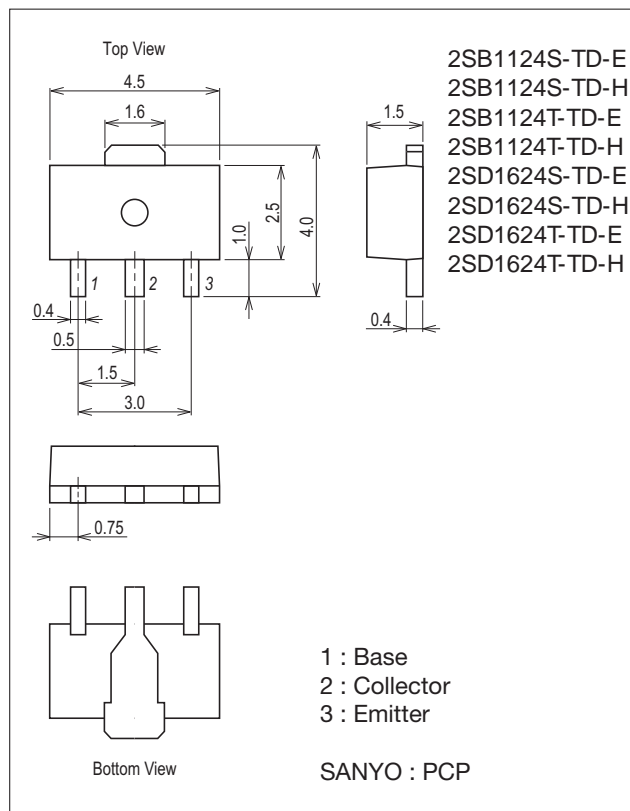 Top View
4.5
1.6
2SB1124S-TD-E
2SB1124S-TD-H
2SB1124T-TD-E
2SB1124T-TD-H
2SD1624S-TD-E
2SD1624S-TD-H
2SD1624T-TD-E
2SD1624T-TD-H
1.5
2.5
4.0
1.0
1
2
3
0.4
0.5
1.5
3.0
0.4
0.75
Bottom View
1 : Base
2 : Collector
3 : Emitter
SANYO : PCP